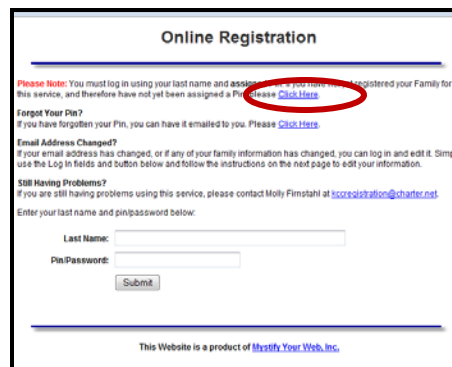 Online Registration
Please Note: You must log in using your last name and assigned If you have registered your Family for
this service, and therefore have not yet been assigned a Pin please Click Here.
Forgot Your Pin?
If you have forgotten your Pin, you can have it emailed to you. Please Click Here.
Email Address Changed?
If your email address has changed, or if any of your family information has changed, you can log in and edit it. Simp
use the Log In fields and button below and follow the instructions on the next page to edit your information.
Still Having Problems?
If you are still having problems using this service, please contact Molly Firnstahl at kccregistration@charter.net.
Enter your last name and pin/password below:
Last Name:
Pin/Password:
Submit
This Website is a product of Mystify Your Web, Inc.